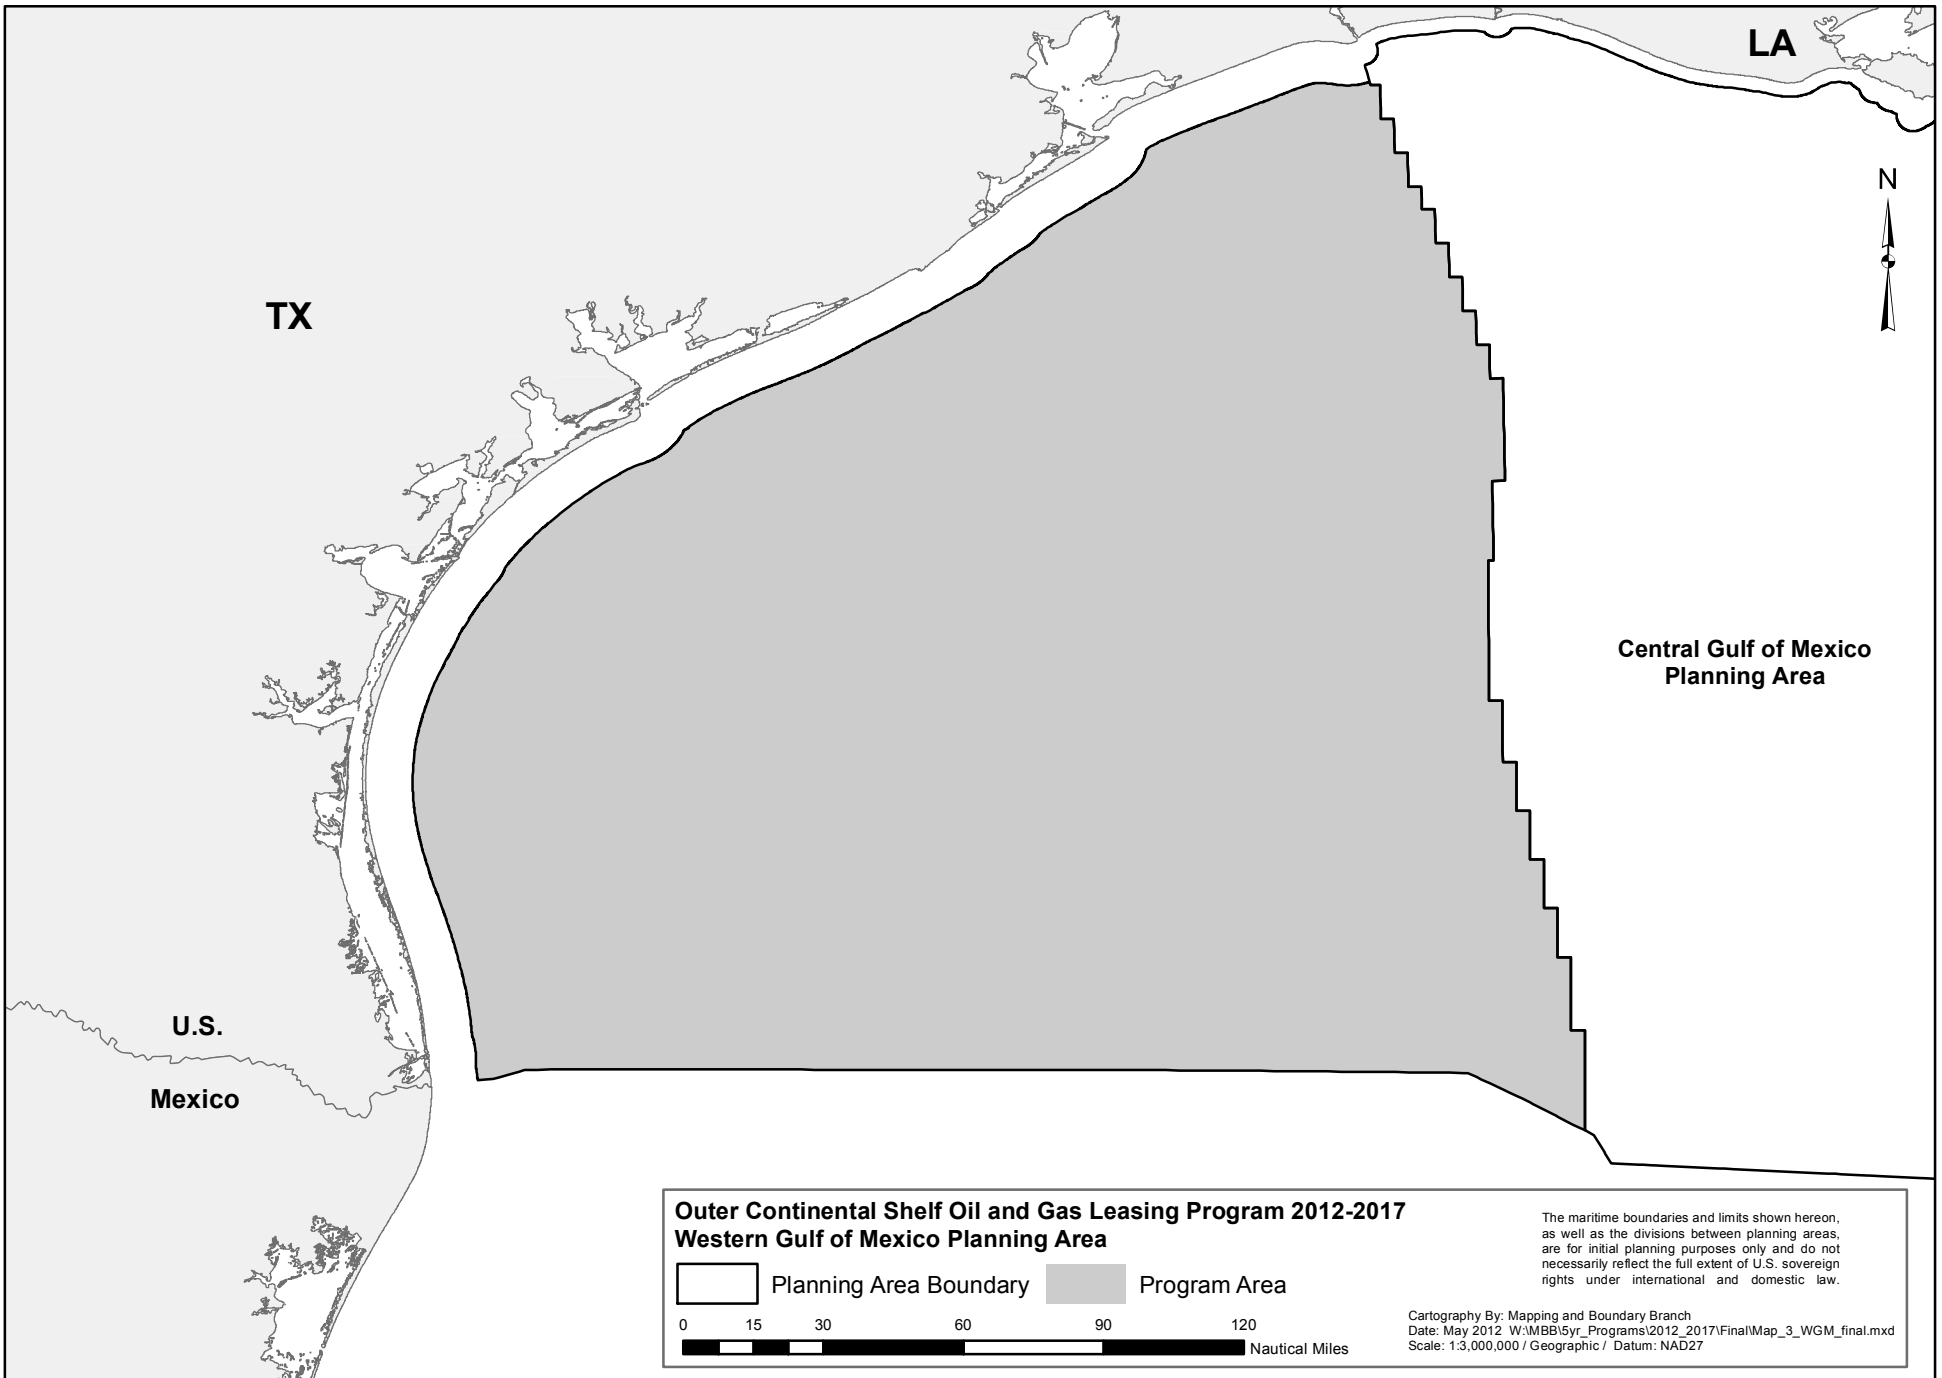 LA
N
TX
Central Gulf of Mexico
Planning Area
U.S.
Mexico
Outer Continental Shelf Oil and Gas Leasing Program 2012-2017
Western Gulf of Mexico Planning Area
Planning Area Boundary
Program Area
0 15 30 60 90 120
Nautical Miles
The maritime boundaries and limits shown hereon,
as well as the divisions between planning areas,
are for initial planning purposes only and do not
necessarily reflect the full extent of U.S. sovereign
rights under international and domestic law.
Cartography By: Mapping and Boundary Branch
Date: May 2012 W:\MBB\5yr_Programs\2012_2017\Final\Map_3_WGM_final.mxd
Scale: 1:3,000,000 / Geographic / Datum: NAD27